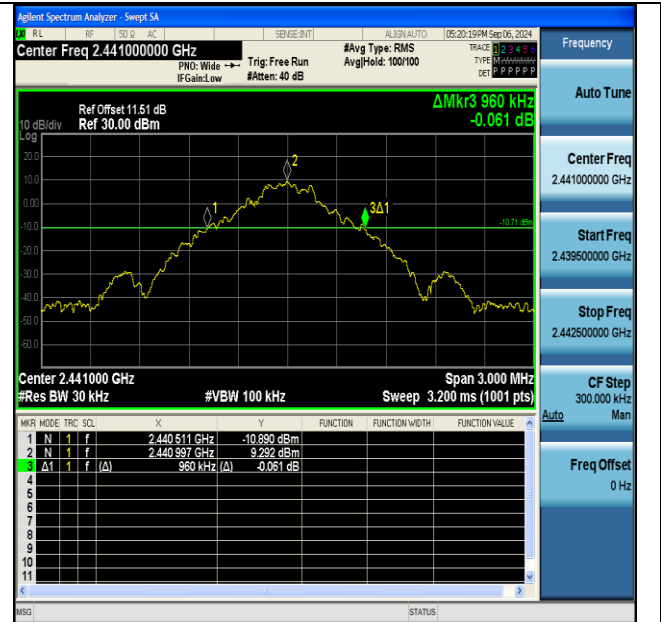 Agilent Spectrum Analyzer - Swept SA
RL RF 50 Ω AC SENSE:INT ALIGN AUTO 05:20:19PM Sep 06, 2024
Center Freq 2.441000000 GHz
#Avg Type: RMS
TRACE 1 2 3 4 5 6
PNO: Wide Trig: Free Run Avg|Hold: 100/100
TYPE
IFGain:Low #Atten: 40 dB
DET P P P P P P
Frequency
Auto Tune
ΔMkr3 960 kHz
-0.061 dB
Ref Offset 11.51 dB
10 dB/div Ref 30.00 dBm
Log
20.0
10.0
0.00
-10.0
-20.0
-30.0
-40.0
-50.0
-60.0
1
2
3Δ1
-10.71 dBm
Center Freq
2.441000000 GHz
Start Freq
2.439500000 GHz
Stop Freq
2.442500000 GHz
Center 2.441000 GHz Span 3.000 MHz
#Res BW 30 kHz #VBW 100 kHz Sweep 3.200 ms (1001 pts)
CF Step
300.000 kHz
Auto Man
Freq Offset
0 Hz
MKR MODE TRC SCL X Y FUNCTION FUNCTION WIDTH FUNCTION VALUE
1 N 1 f 2.440 511 GHz -10.890 dBm
2 N 1 f 2.440 997 GHz 9.292 dBm
3 Δ1 1 f (Δ) 960 kHz (Δ) -0.061 dB
4
5
6
7
8
9
10
11
MSG STATUS